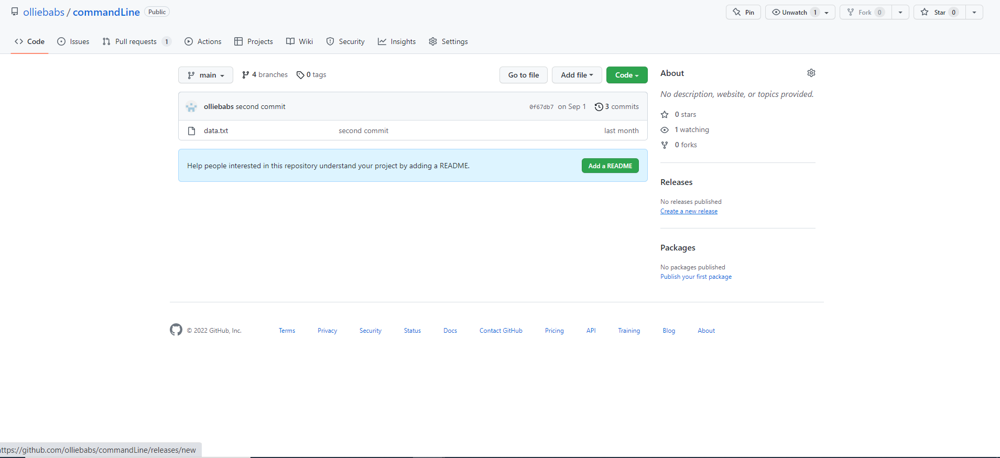 olliebabs / commandLine Public
Pin Unwatch 1 Fork 0 Star 0
Code Issues Pull requests 1 Actions Projects Wiki Security Insights Settings
main 4 branches 0 tags Go to file Add file Code
olliebabs second commit 0f67db7 on Sep 1 3 commits
data.txt second commit last month
Help people interested in this repository understand your project by adding a README. Add a README
About
No description, website, or topics provided.
0 stars
1 watching
0 forks
Releases
No releases published
Create a new release
Packages
No packages published
Publish your first package
© 2022 GitHub, Inc. Terms Privacy Security Status Docs Contact GitHub Pricing API Training Blog About
ttps://github.com/olliebabs/commandLine/releases/new